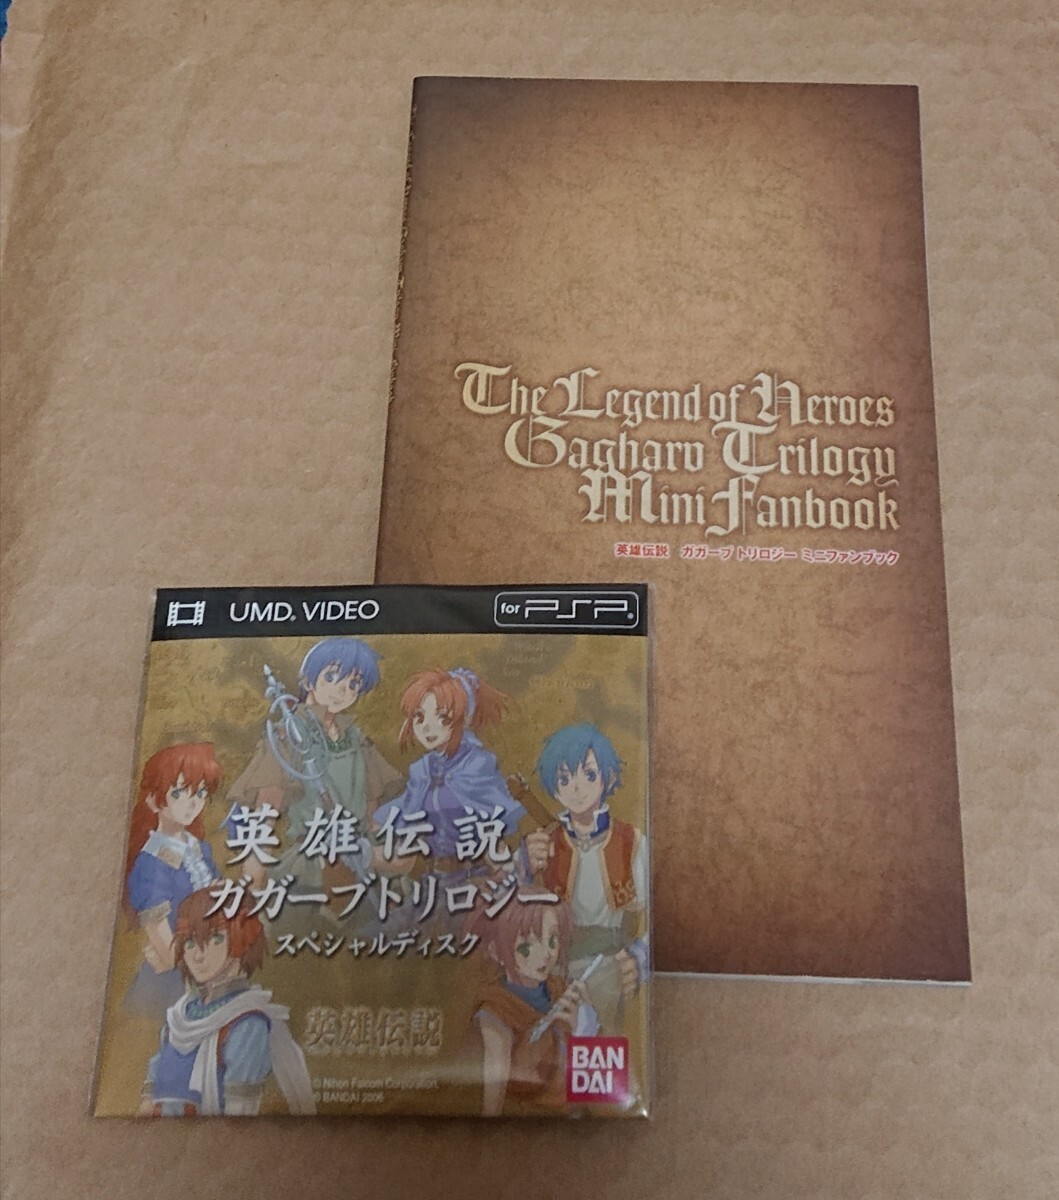 The Legend of Heroes
Gagharv Trilogy
Mini Fanbook
英雄伝説 ガガーブ トリロジー ミニファンブック
UMD® VIDEO
for PSP®
英雄伝説
ガガーブトリロジー
スペシャルディスク
英雄伝説
© Nihon Falcom Corporation.
© BANDAI 2006
BAN
DAI